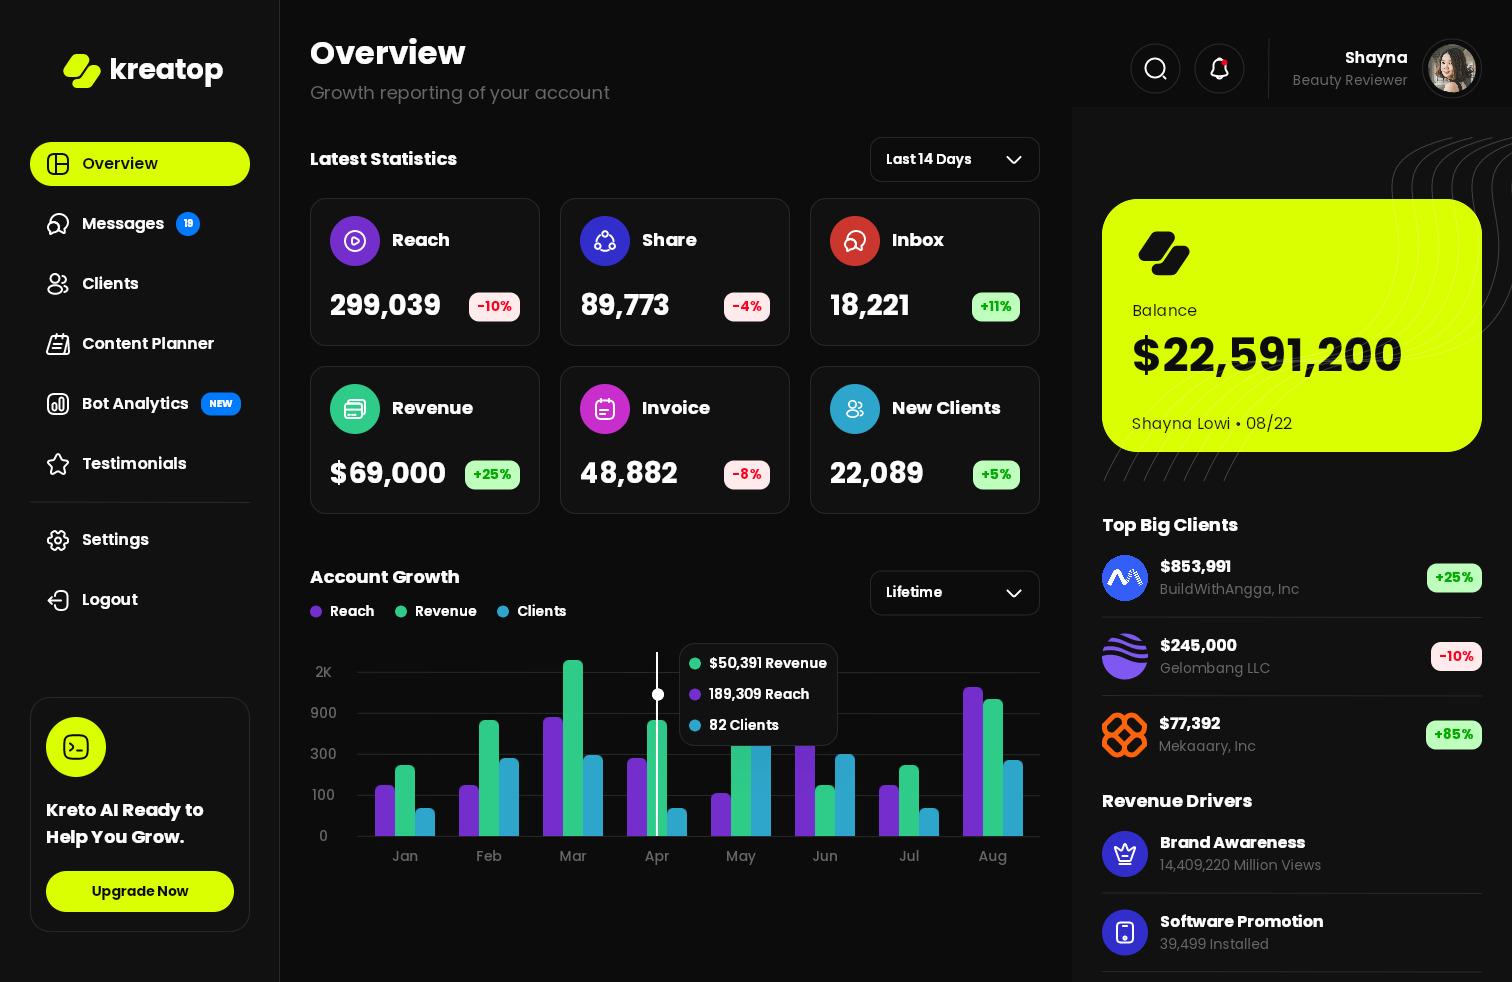 kreatop
Overview
Messages 19
Clients
Content Planner
Bot Analytics NEW
Testimonials
Settings
Logout
Kreto AI Ready to
Help You Grow.
Upgrade Now
Overview
Growth reporting of your account
Shayna
Beauty Reviewer
Latest Statistics
Last 14 Days
Reach
299,039 -10%
Share
89,773 -4%
Inbox
18,221 +11%
Revenue
$69,000 +25%
Invoice
48,882 -8%
New Clients
22,089 +5%
Account Growth
Lifetime
Reach Revenue Clients
2K
900
300
100
0
$50,391 Revenue
189,309 Reach
82 Clients
Jan Feb Mar Apr May Jun Jul Aug
Balance
$22,591,200
Shayna Lowi • 08/22
Top Big Clients
$853,991
BuildWithAngga, Inc
+25%
$245,000
Gelombang LLC
-10%
$77,392
Mekaaary, Inc
+85%
Revenue Drivers
Brand Awareness
14,409,220 Million Views
Software Promotion
39,499 Installed